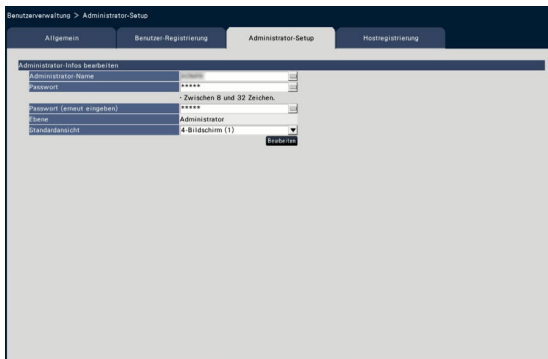 Benutzerverwaltung > Administrator-Setup
Allgemein Benutzer-Registrierung Administrator-Setup Hostregistrierung
Administrator-Infos bearbeiten
Administrator-Name
Passwort *****
- Zwischen 8 und 32 Zeichen.
Passwort (erneut eingeben) *****
Ebene Administrator
Standardansicht 4-Bildschirm (1)
Bearbeiten